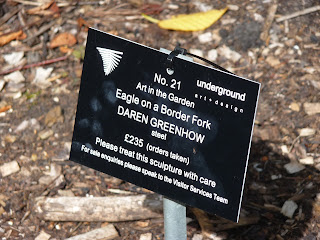 No. 21
Art in the Garden
underground
art+design
Eagle on a Border Fork
DAREN GREENHOW
steel
£235 (orders taken)
Please treat this sculpture with care
For sale enquiries please speak to the Visitor Services Team